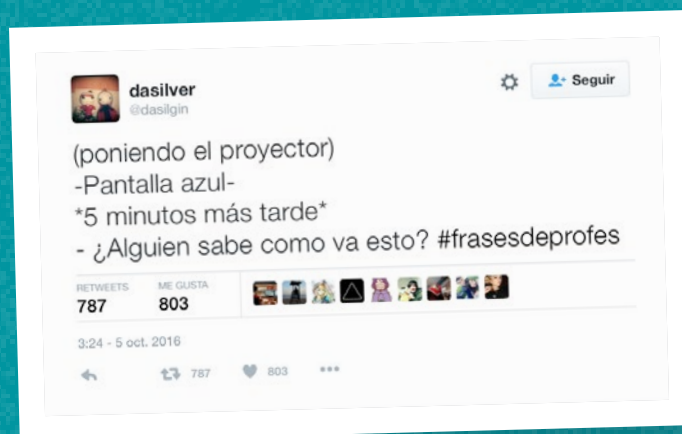 dasilver
@dasilgin
Seguir
(poniendo el proyector)
-Pantalla azul-
*5 minutos más tarde*
- ¿Alguien sabe como va esto? #frasesdeprofes
RETWEETS ME GUSTA
787 803
3:24 - 5 oct. 2016
787 803